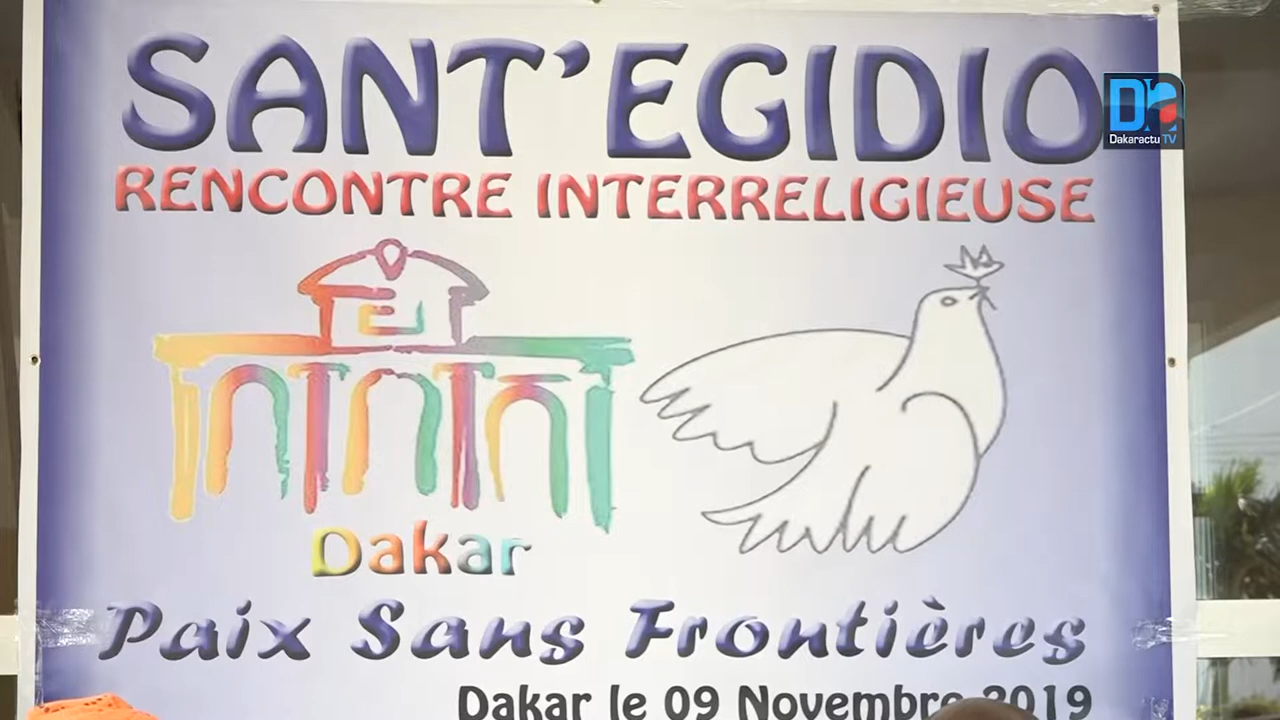 SANT'EGIDIO
Dakaractu TV
RENCONTRE INTERRELIGIEUSE
Dakar
Paix Sans Frontières
Dakar le 09 Novembre 2019